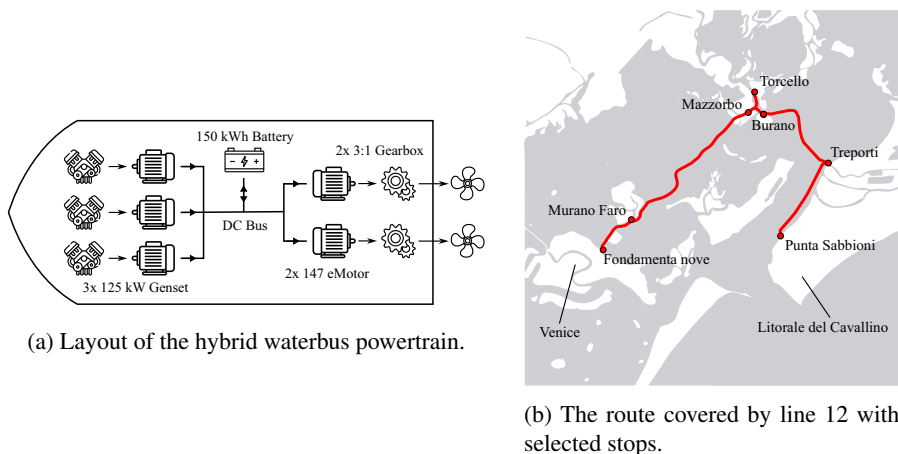 150 kWh Battery
2x 3:1 Gearbox
DC Bus
3x 125 kW Genset
2x 147 eMotor
(a) Layout of the hybrid waterbus powertrain.
Torcello
Mazzorbo
Burano
Treporti
Murano Faro
Punta Sabbioni
Fondamenta nove
Venice
Litorale del Cavallino
(b) The route covered by line 12 with
selected stops.